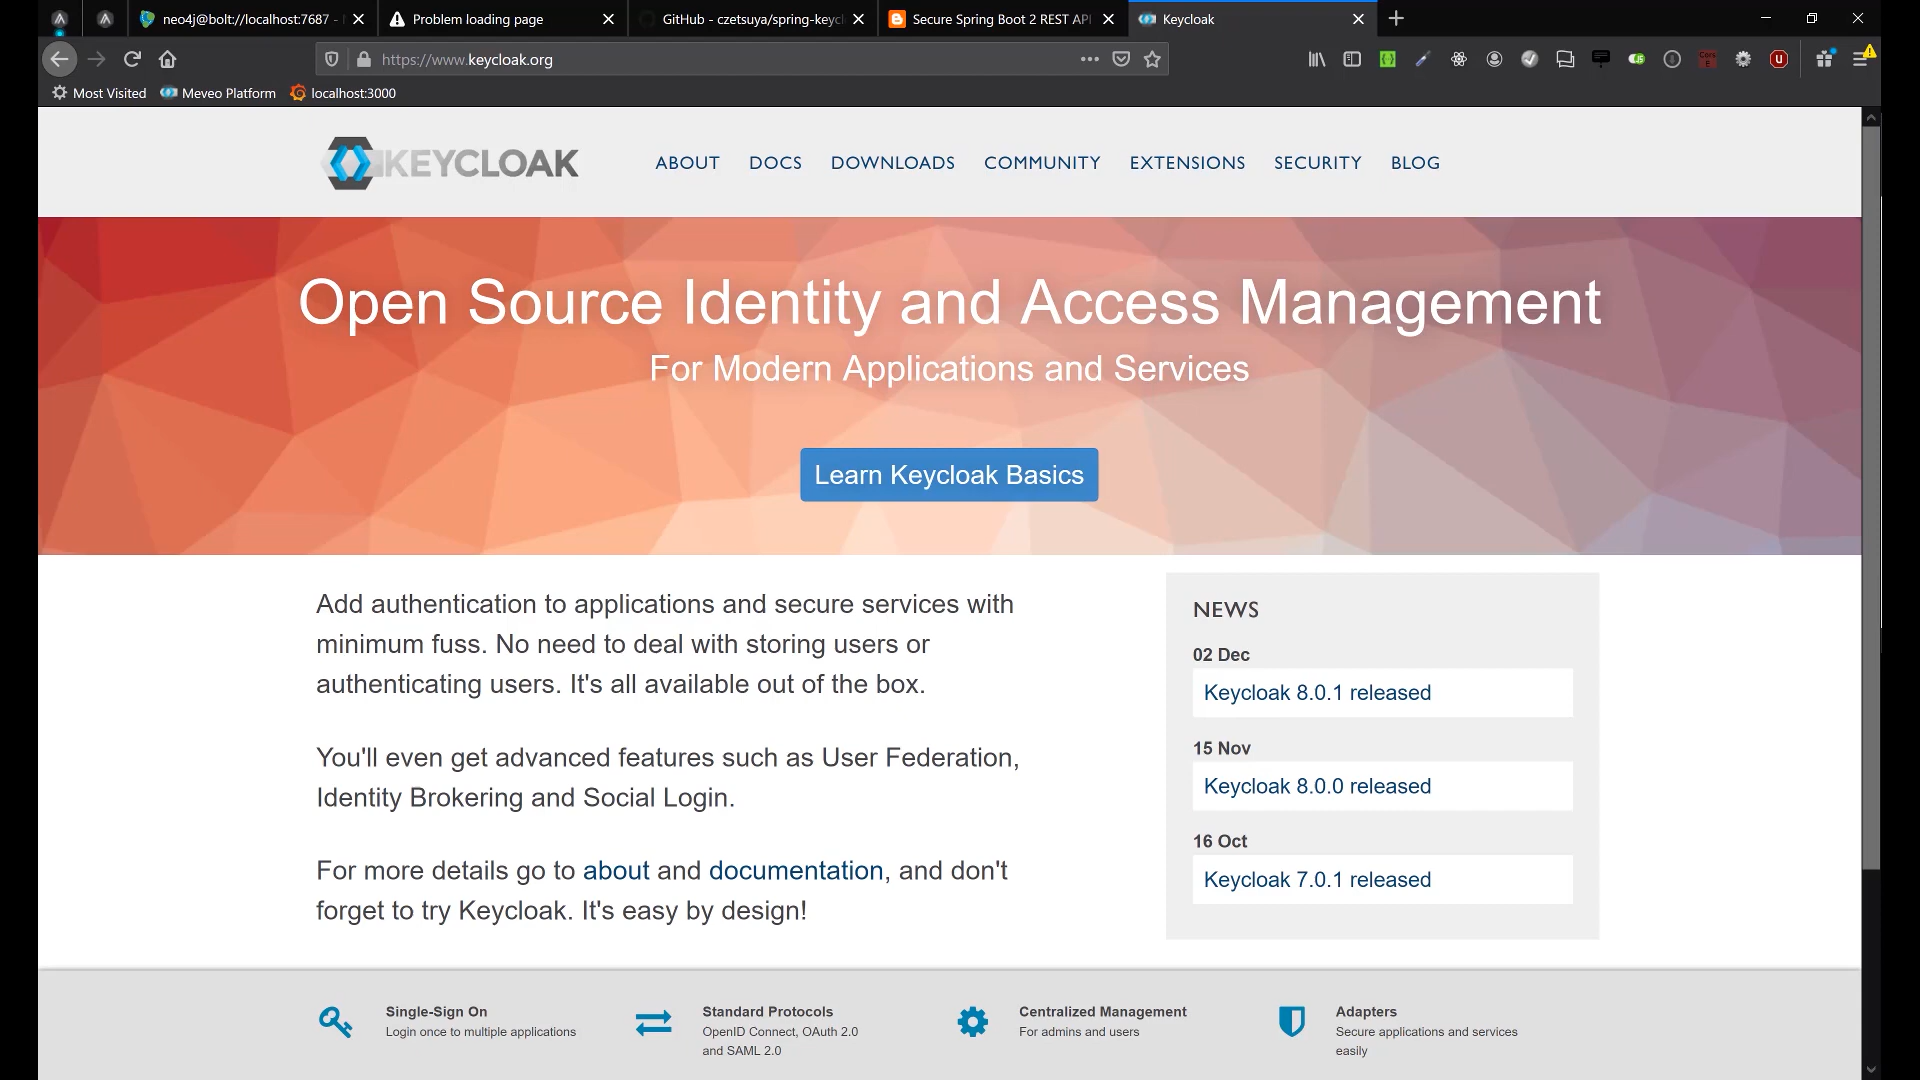 neo4j@bolt://localhost:7687 -
Problem loading page
GitHub - czetsuya/spring-keycl
Secure Spring Boot 2 REST API
Keycloak
https://www.keycloak.org
Most Visited
Meveo Platform
localhost:3000
KEYCLOAK
ABOUT
DOCS
DOWNLOADS
COMMUNITY
EXTENSIONS
SECURITY
BLOG
Open Source Identity and Access Management
For Modern Applications and Services
Learn Keycloak Basics
Add authentication to applications and secure services with
minimum fuss. No need to deal with storing users or
authenticating users. It's all available out of the box.
You'll even get advanced features such as User Federation,
Identity Brokering and Social Login.
For more details go to about and documentation, and don't
forget to try Keycloak. It's easy by design!
NEWS
02 Dec
Keycloak 8.0.1 released
15 Nov
Keycloak 8.0.0 released
16 Oct
Keycloak 7.0.1 released
Single-Sign On
Login once to multiple applications
Standard Protocols
OpenID Connect, OAuth 2.0
and SAML 2.0
Centralized Management
For admins and users
Adapters
Secure applications and services
easily